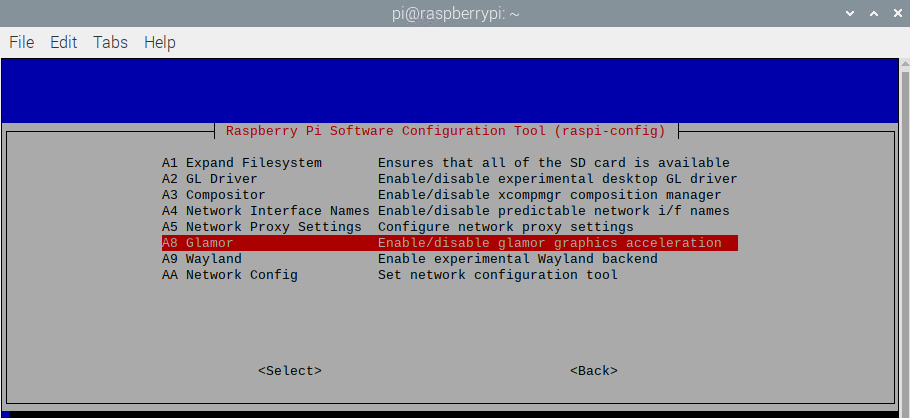 pi@raspberrypi: ~
File Edit Tabs Help
Raspberry Pi Software Configuration Tool (raspi-config)
A1 Expand Filesystem Ensures that all of the SD card is available
A2 GL Driver Enable/disable experimental desktop GL driver
A3 Compositor Enable/disable xcompmgr composition manager
A4 Network Interface Names Enable/disable predictable network i/f names
A5 Network Proxy Settings Configure network proxy settings
A8 Glamor Enable/disable glamor graphics acceleration
A9 Wayland Enable experimental Wayland backend
AA Network Config Set network configuration tool
<Select> <Back>